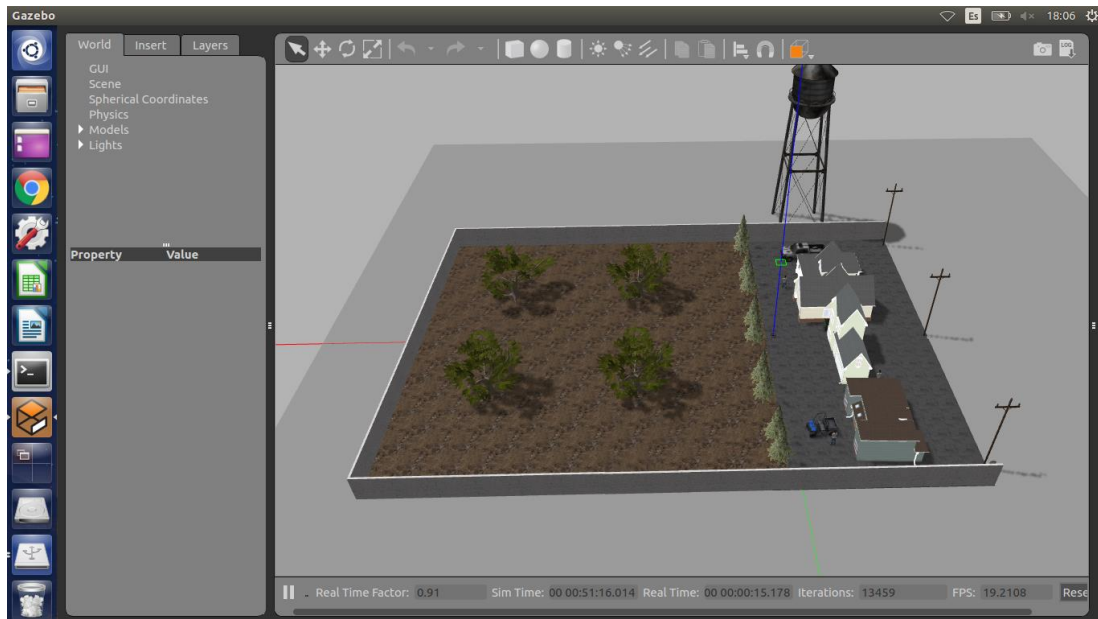 Gazebo
Es
18:06
World Insert Layers
GUI
Scene
Spherical Coordinates
Physics
Models
Lights
Property Value
LOG
Real Time Factor: 0.91 Sim Time: 00 00:51:16.014 Real Time: 00 00:00:15.178 Iterations: 13459 FPS: 19.2108 Rese